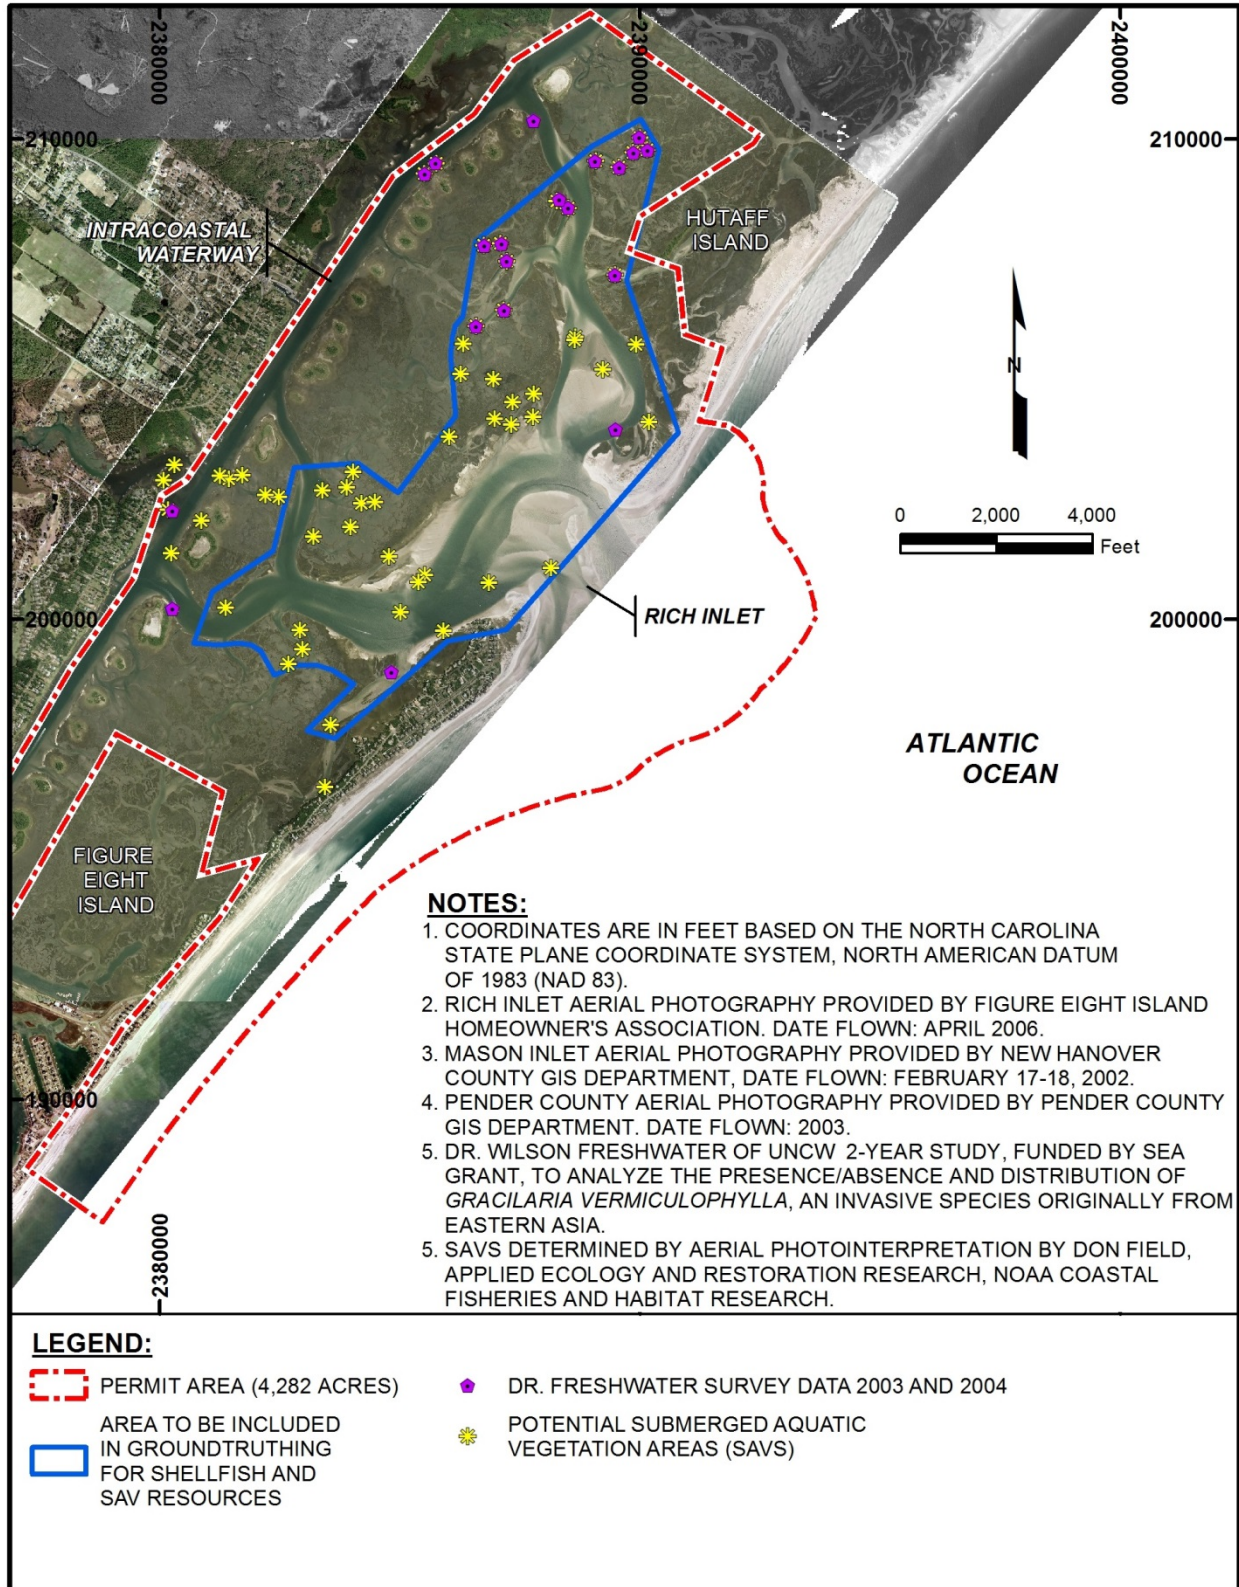 2380000
2390000
2400000
210000
210000
INTRACOASTAL
WATERWAY
HUTAFF
ISLAND
N
0 2,000 4,000
Feet
200000
RICH INLET
200000
ATLANTIC
OCEAN
FIGURE
EIGHT
ISLAND
190000
2380000
NOTES:
1. COORDINATES ARE IN FEET BASED ON THE NORTH CAROLINA
STATE PLANE COORDINATE SYSTEM, NORTH AMERICAN DATUM
OF 1983 (NAD 83).
2. RICH INLET AERIAL PHOTOGRAPHY PROVIDED BY FIGURE EIGHT ISLAND
HOMEOWNER'S ASSOCIATION. DATE FLOWN: APRIL 2006.
3. MASON INLET AERIAL PHOTOGRAPHY PROVIDED BY NEW HANOVER
COUNTY GIS DEPARTMENT, DATE FLOWN: FEBRUARY 17-18, 2002.
4. PENDER COUNTY AERIAL PHOTOGRAPHY PROVIDED BY PENDER COUNTY
GIS DEPARTMENT. DATE FLOWN: 2003.
5. DR. WILSON FRESHWATER OF UNCW 2-YEAR STUDY, FUNDED BY SEA
GRANT, TO ANALYZE THE PRESENCE/ABSENCE AND DISTRIBUTION OF
GRACILARIA VERMICULOPHYLLA, AN INVASIVE SPECIES ORIGINALLY FROM
EASTERN ASIA.
5. SAVS DETERMINED BY AERIAL PHOTOINTERPRETATION BY DON FIELD,
APPLIED ECOLOGY AND RESTORATION RESEARCH, NOAA COASTAL
FISHERIES AND HABITAT RESEARCH.
LEGEND:
PERMIT AREA (4,282 ACRES)
AREA TO BE INCLUDED
IN GROUNDTRUTHING
FOR SHELLFISH AND
SAV RESOURCES
DR. FRESHWATER SURVEY DATA 2003 AND 2004
POTENTIAL SUBMERGED AQUATIC
VEGETATION AREAS (SAVS)